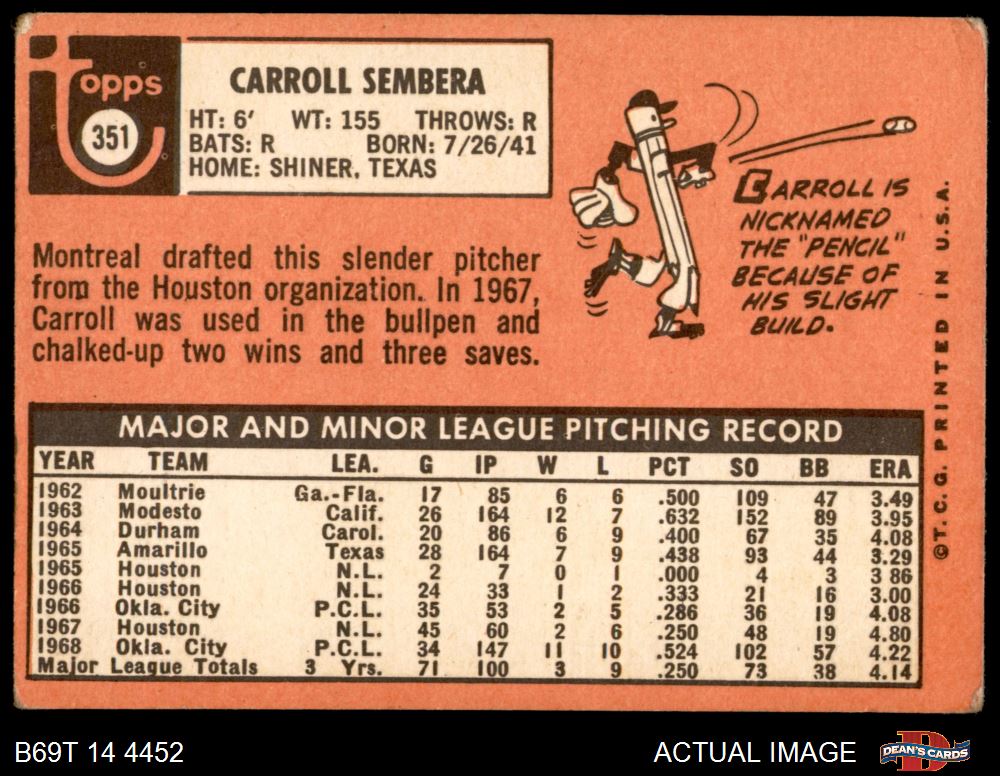 Topps
351
CARROLL SEMBERA
HT: 6' WT: 155 THROWS: R
BATS: R BORN: 7/26/41
HOME: SHINER, TEXAS
Montreal drafted this slender pitcher
from the Houston organization. In 1967,
Carroll was used in the bullpen and
chalked-up two wins and three saves.
CARROLL IS
NICKNAMED
THE "PENCIL"
BECAUSE OF
HIS SLIGHT
BUILD.
©T.C.G. PRINTED IN U.S.A.
MAJOR AND MINOR LEAGUE PITCHING RECORD
YEAR TEAM LEA. G IP W L PCT SO BB ERA
1962 Moultrie Ga.-Fla. 17 85 6 6 .500 109 47 3.49
1963 Modesto Calif. 26 164 12 7 .632 152 89 3.95
1964 Durham Carol. 20 86 6 9 .400 67 35 4.08
1965 Amarillo Texas 28 164 7 9 .438 93 44 3.29
1965 Houston N.L. 2 7 0 1 .000 4 3 3 86
1966 Houston N.L. 24 33 1 2 .333 21 16 3.00
1966 Okla. City P.C.L. 35 53 2 5 .286 36 19 4.08
1967 Houston N.L. 45 60 2 6 .250 48 19 4.80
1968 Okla. City P.C.L. 34 147 11 10 .524 102 57 4.22
Major League Totals 3 Yrs. 71 100 3 9 .250 73 38 4.14
B69T 14 4452
ACTUAL IMAGE
DEAN'S CARDS